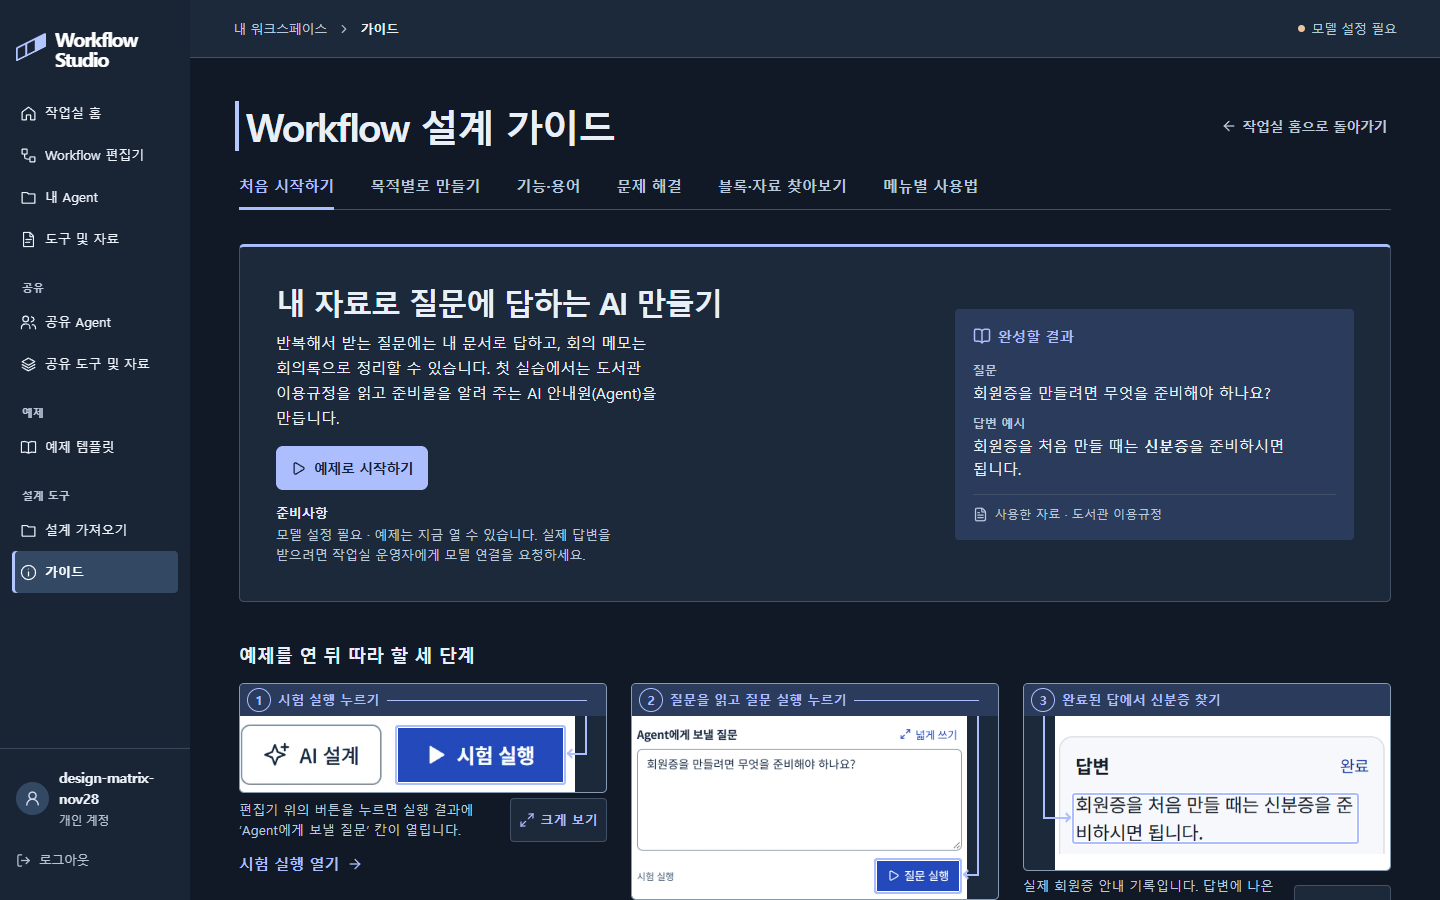 Workflow
Studio
작업실 홈
Workflow 편집기
내 Agent
도구 및 자료
공유
공유 Agent
공유 도구 및 자료
예제
예제 템플릿
설계 도구
설계 가져오기
가이드
design-matrix-
nov28
개인 계정
로그아웃
내 워크스페이스 > 가이드
모델 설정 필요
Workflow 설계 가이드
← 작업실 홈으로 돌아가기
처음 시작하기
목적별로 만들기
기능·용어
문제 해결
블록·자료 찾아보기
메뉴별 사용법
내 자료로 질문에 답하는 AI 만들기
반복해서 받는 질문에는 내 문서로 답하고, 회의 메모는
회의록으로 정리할 수 있습니다. 첫 실습에서는 도서관
이용규정을 읽고 준비물을 알려 주는 AI 안내원(Agent)을
만듭니다.
예제로 시작하기
준비사항
모델 설정 필요 · 예제는 지금 열 수 있습니다. 실제 답변을
받으려면 작업실 운영자에게 모델 연결을 요청하세요.
완성할 결과
질문
회원증을 만들려면 무엇을 준비해야 하나요?
답변 예시
회원증을 처음 만들 때는 신분증을 준비하시면
됩니다.
사용한 자료 · 도서관 이용규정
예제를 연 뒤 따라 할 세 단계
1 시험 실행 누르기
AI 설계
시험 실행
편집기 위의 버튼을 누르면 실행 결과에
‘Agent에게 보낼 질문’ 칸이 열립니다.
크게 보기
시험 실행 열기 →
2 질문을 읽고 질문 실행 누르기
Agent에게 보낼 질문
넓게 쓰기
회원증을 만들려면 무엇을 준비해야 하나요?
시험 실행
질문 실행
3 완료된 답에서 신분증 찾기
답변
완료
회원증을 처음 만들 때는 신분증을 준
비하시면 됩니다.
실제 회원증 안내 기록입니다. 답변에 나온